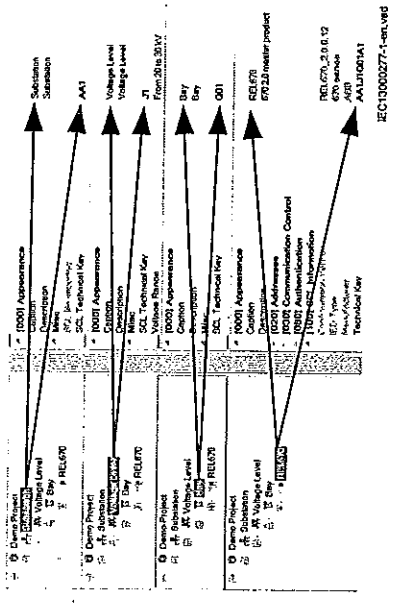 Demo Project
Substation
Voltage Level
Bay
REL670
[000] Appearance
Caption
Description
Misc
SCL Technical Key
Substation
Substation
AA1
Demo Project
Substation
Voltage Level
Bay
REL670
[000] Appearance
Caption
Description
Misc
SCL Technical Key
Voltage Range
Voltage Level
Voltage Level
J1
From 20 to 30 kV
Demo Project
Substation
Voltage Level
Bay
REL670
[000] Appearance
Caption
Description
Misc
SCL Technical Key
Bay
Bay
Q01
Demo Project
Substation
Voltage Level
Bay
REL670
[000] Appearance
Caption
Description
[020] Addresses
[030] Communication Control
Authentication
Information
IED Type
Manufacturer
Technical Key
REL670
670 2.0 master product
REL670_2.0.0.12
670 series
ABB
AA1J1Q01A1
IEC13000277-1-en.vsd